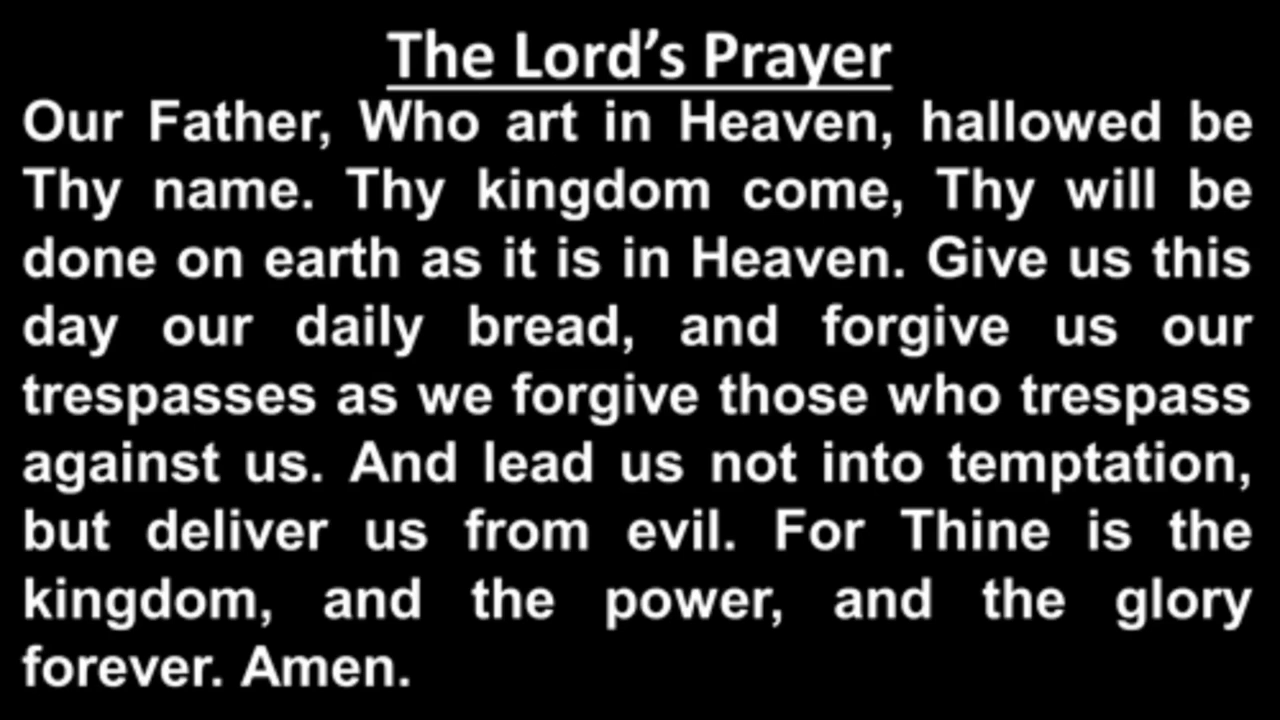 The Lord’s Prayer
Our Father, Who art in Heaven, hallowed be
Thy name. Thy kingdom come, Thy will be
done on earth as it is in Heaven. Give us this
day our daily bread, and forgive us our
trespasses as we forgive those who trespass
against us. And lead us not into temptation,
but deliver us from evil. For Thine is the
kingdom, and the power, and the glory
forever. Amen.